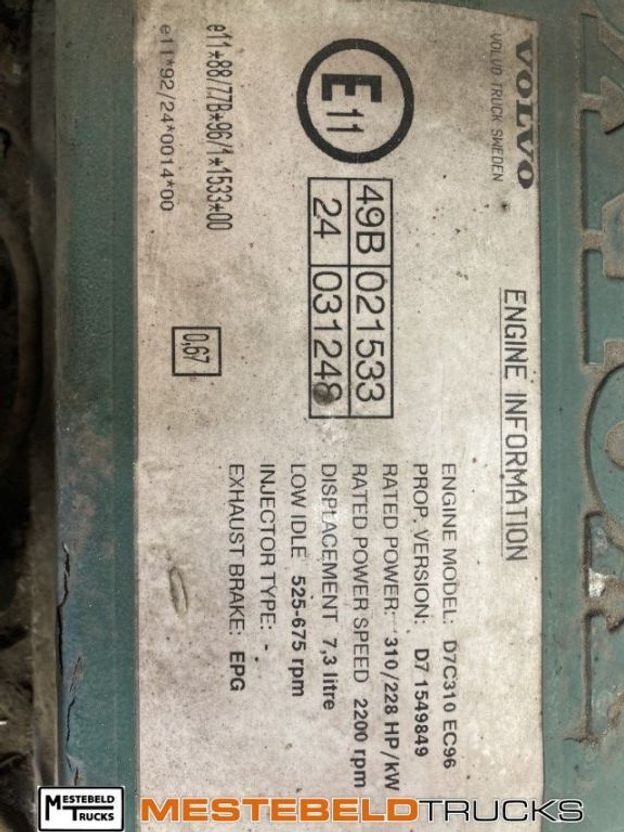 VOLVO
VOLVO TRUCK SWEDEN
ENGINE INFORMATION
E11
49B 021533
24 031248
e11*88/77B*96/1*1533*00
e11*92/24*0014*00
0,67
ENGINE MODEL: D7C310 EC96
PROP. VERSION: D7 1549849
RATED POWER: 310/228 HP/kW
RATED POWER SPEED 2200 rpm
DISPLACEMENT 7,3 litre
LOW IDLE 525-675 rpm
INJECTOR TYPE: -
EXHAUST BRAKE: EPG
MESTEBELD
TRUCKS
MESTEBELDTRUCKS